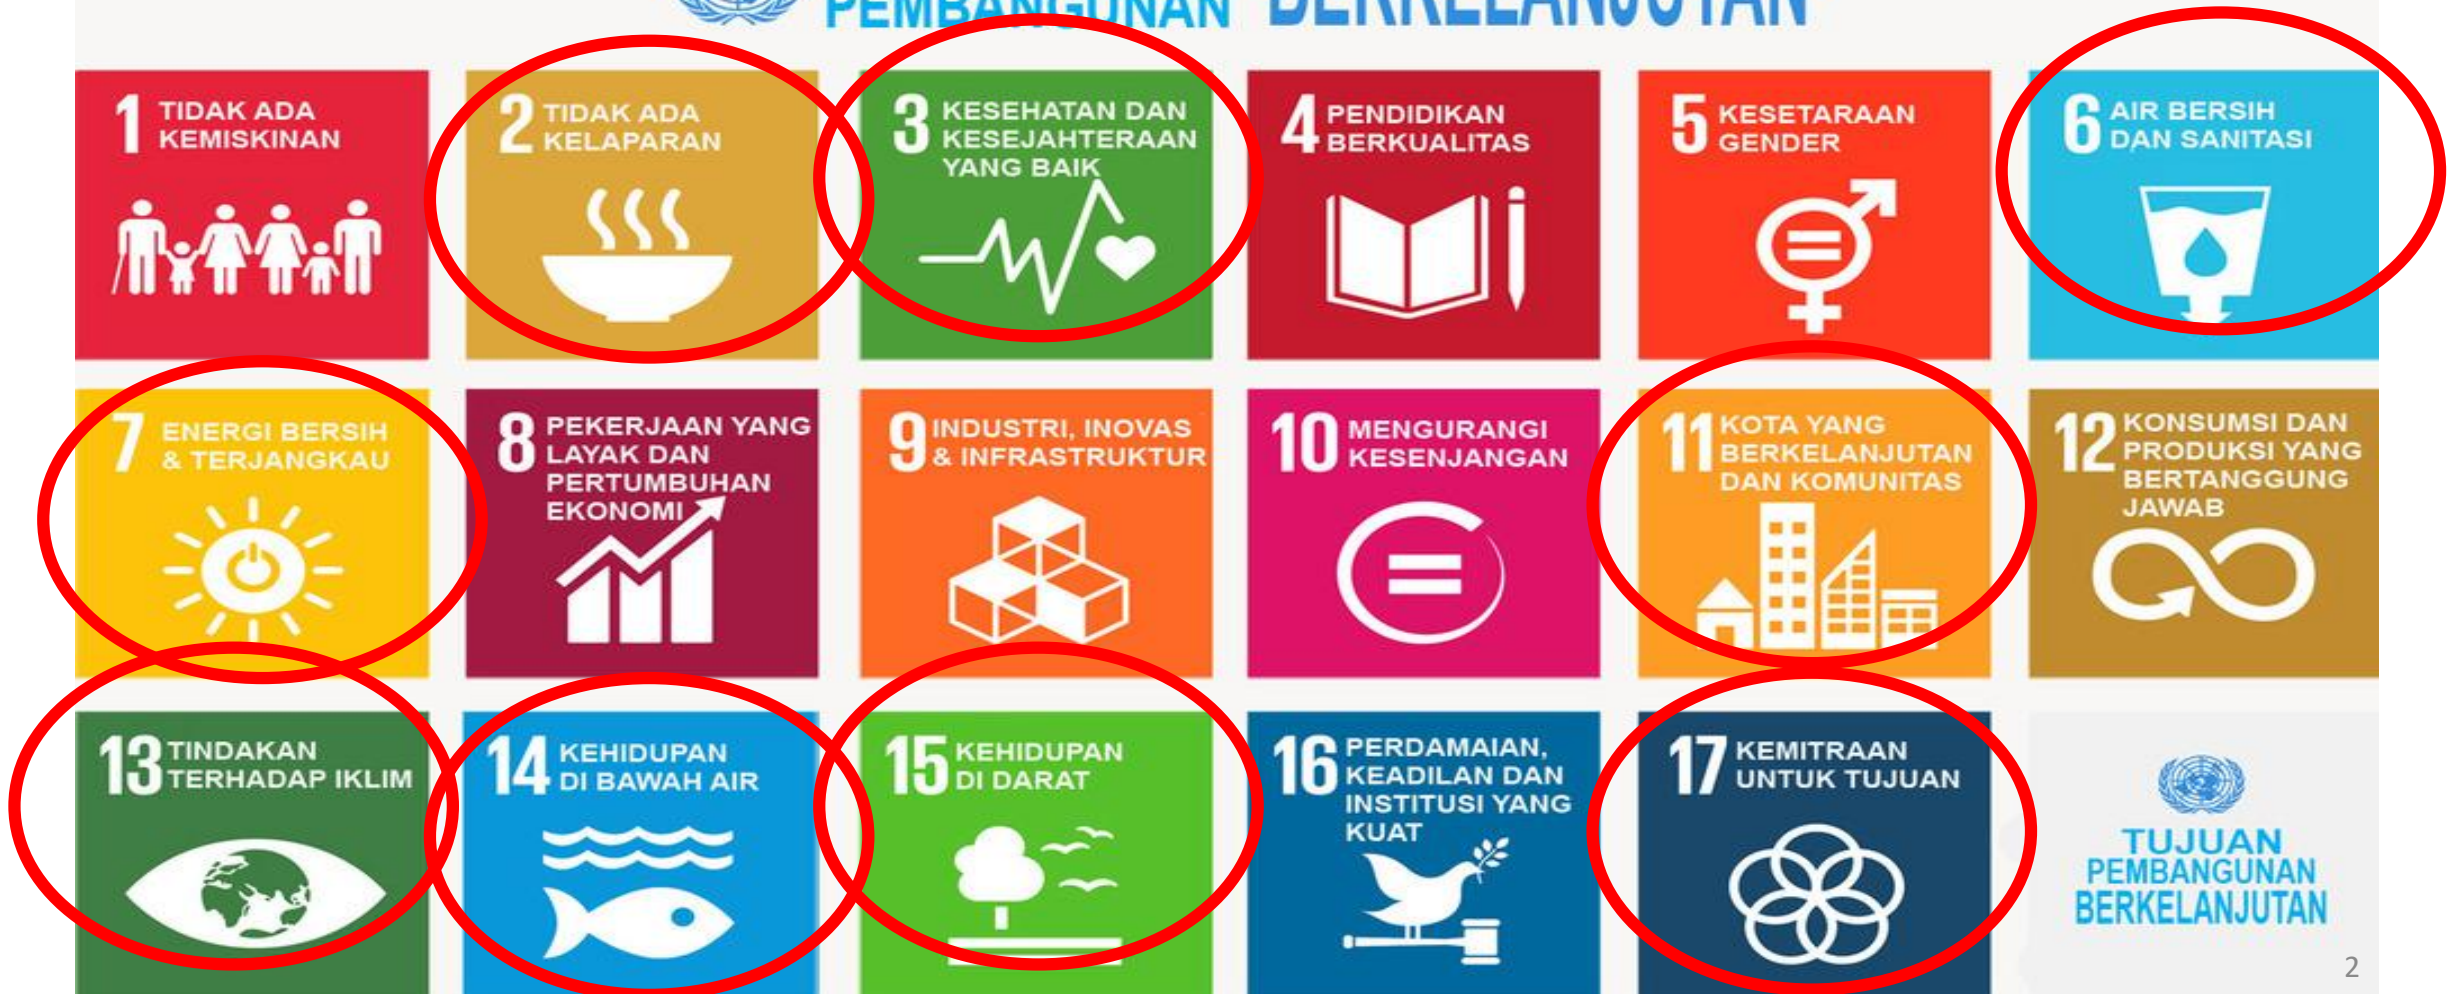 PEMBANGUNAN BERKELANJUTAN
1 TIDAK ADA
KEMISKINAN
2 TIDAK ADA
KELAPARAN
3 KESEHATAN DAN
KESEJAHTERAAN
YANG BAIK
4 PENDIDIKAN
BERKUALITAS
5 KESETARAAN
GENDER
6 AIR BERSIH
DAN SANITASI
7 ENERGI BERSIH
& TERJANGKAU
8 PEKERJAAN YANG
LAYAK DAN
PERTUMBUHAN
EKONOMI
9 INDUSTRI, INOVAS
& INFRASTRUKTUR
10 MENGURANGI
KESENJANGAN
11 KOTA YANG
BERKELANJUTAN
DAN KOMUNITAS
12 KONSUMSI DAN
PRODUKSI YANG
BERTANGGUNG
JAWAB
13 TINDAKAN
TERHADAP IKLIM
14 KEHIDUPAN
DI BAWAH AIR
15 KEHIDUPAN
DI DARAT
16 PERDAMAIAN,
KEADILAN DAN
INSTITUSI YANG
KUAT
17 KEMITRAAN
UNTUK TUJUAN
TUJUAN
PEMBANGUNAN
BERKELANJUTAN
2